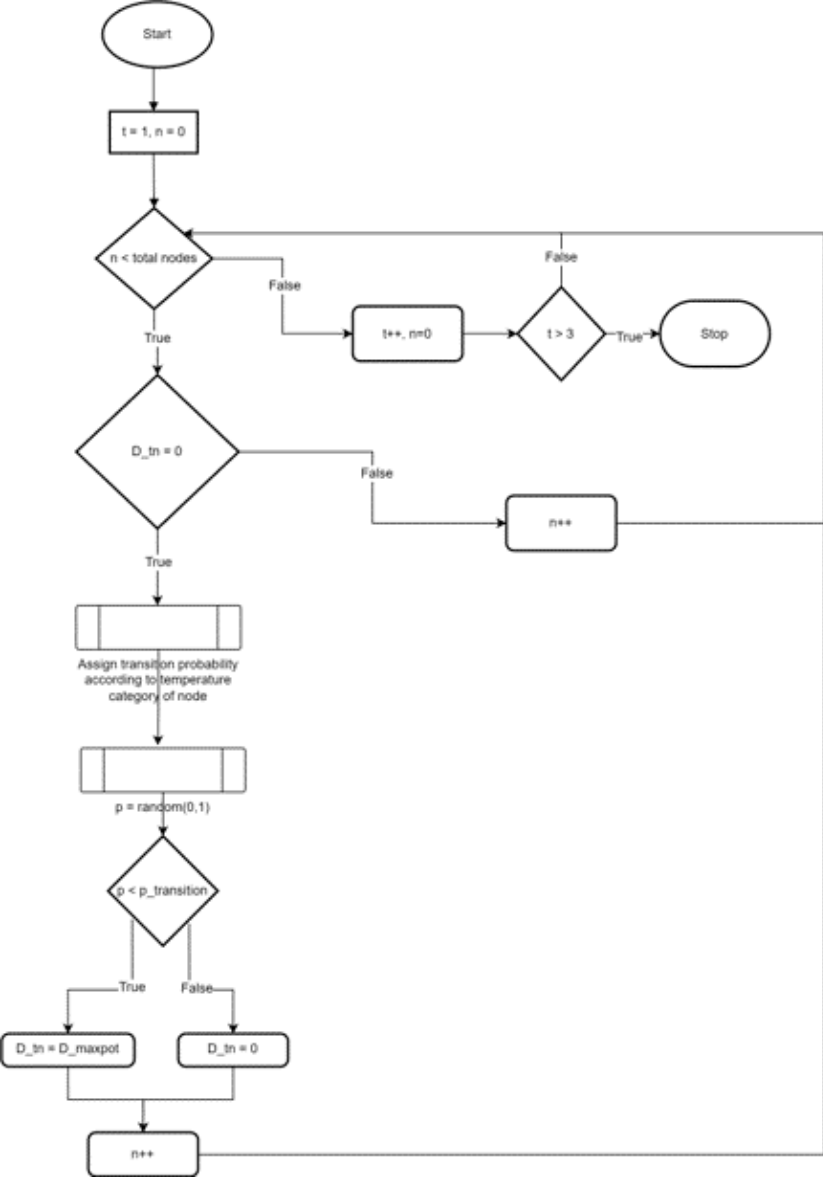 Start
t = 1, n = 0
n < total nodes
False
False
t++, n=0
t > 3
True
Stop
True
D_tn = 0
False
n++
True
Assign transition probability
according to temperature
category of node
p = random(0,1)
p < p_transition
True
False
D_tn = D_maxpot
D_tn = 0
n++